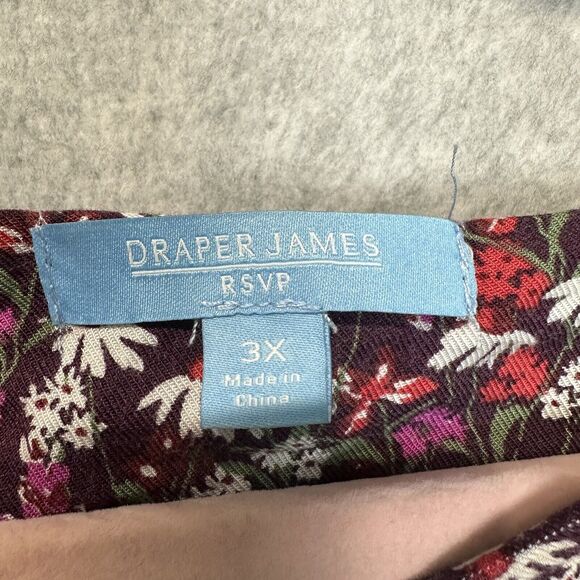 DRAPER JAMES
RSVP
3X
Made in
China